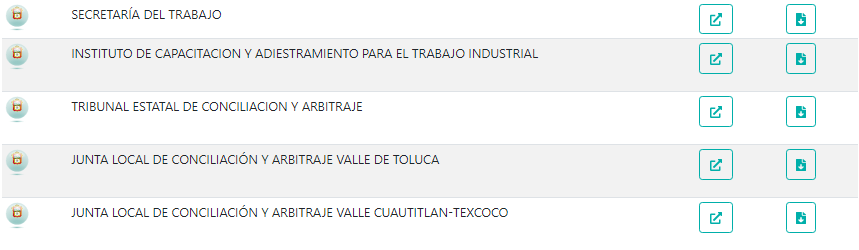 SECRETARÍA DEL TRABAJO
INSTITUTO DE CAPACITACION Y ADIESTRAMIENTO PARA EL TRABAJO INDUSTRIAL
TRIBUNAL ESTATAL DE CONCILIACION Y ARBITRAJE
JUNTA LOCAL DE CONCILIACIÓN Y ARBITRAJE VALLE DE TOLUCA
JUNTA LOCAL DE CONCILIACIÓN Y ARBITRAJE VALLE CUAUTITLAN-TEXCOCO